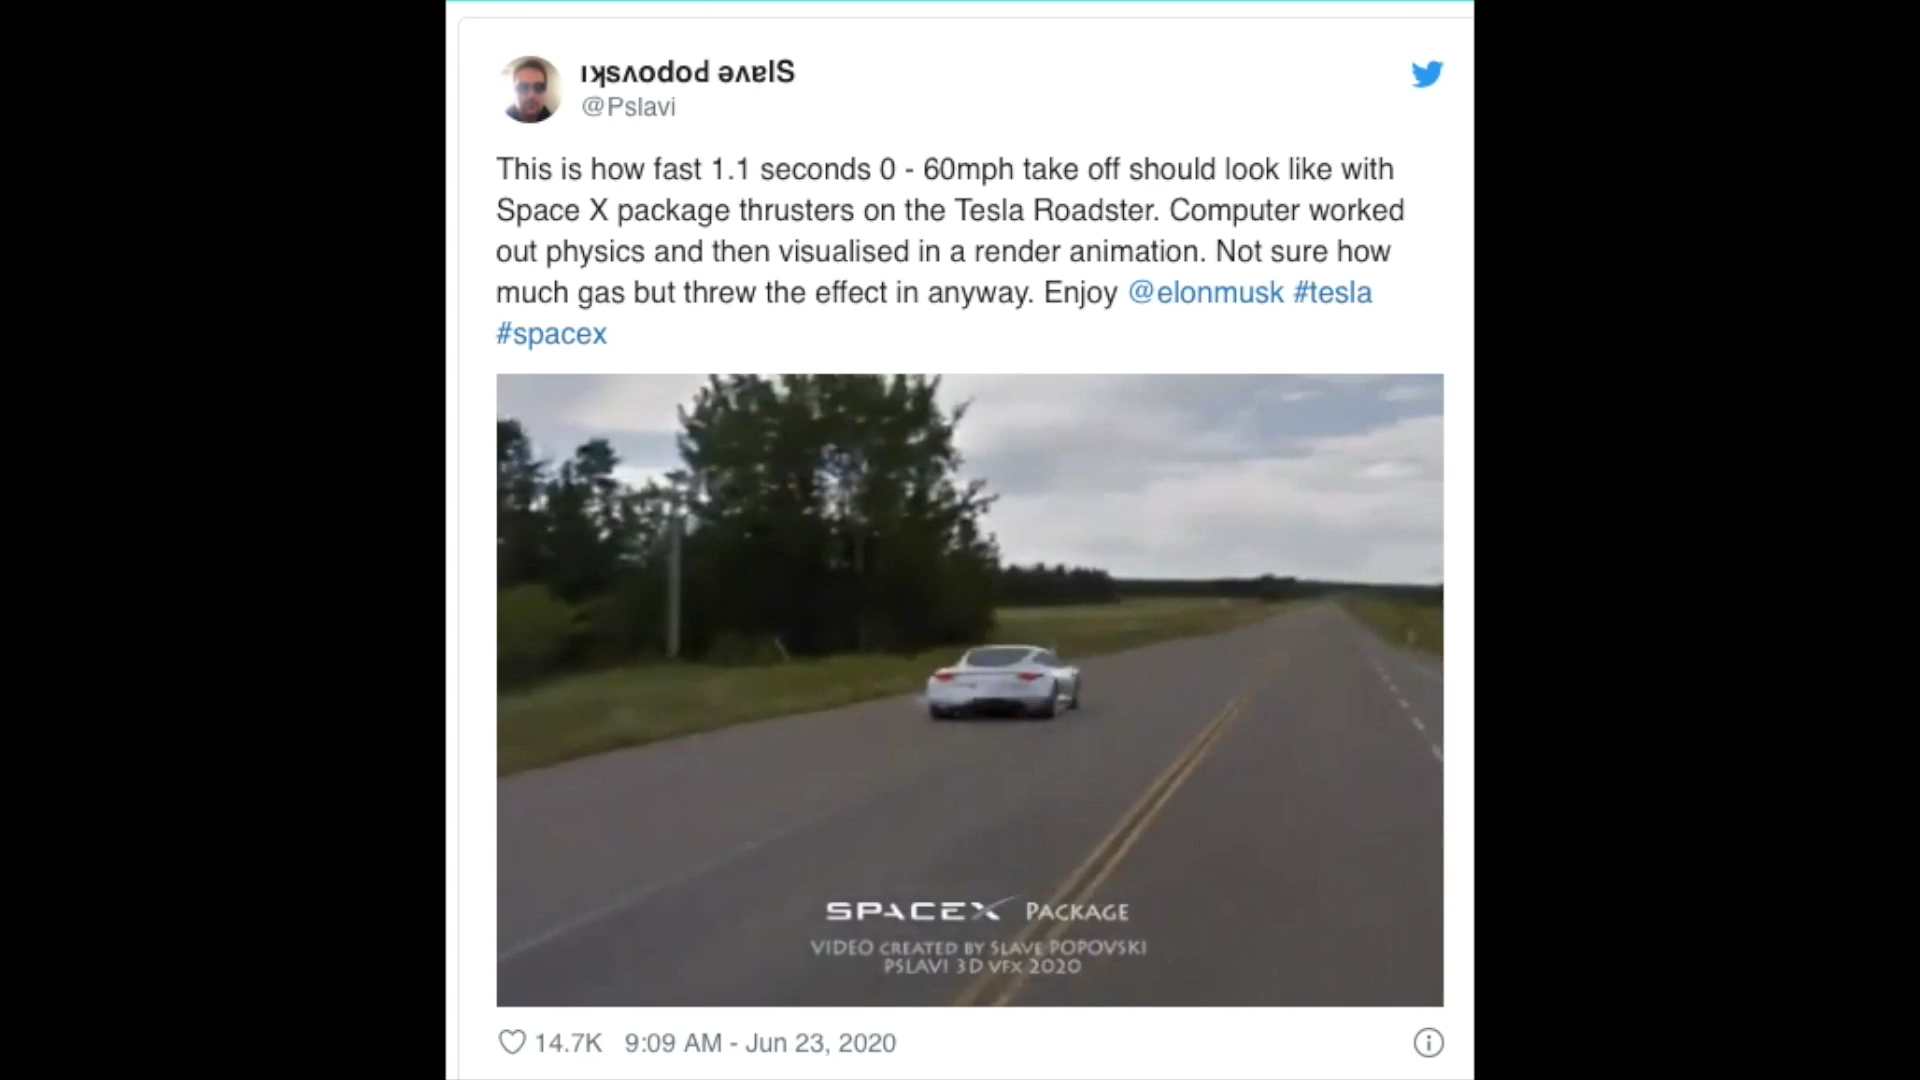 ıʞsʌodod ǝʌɐlS
@Pslavi
This is how fast 1.1 seconds 0 - 60mph take off should look like with
Space X package thrusters on the Tesla Roadster. Computer worked
out physics and then visualised in a render animation. Not sure how
much gas but threw the effect in anyway. Enjoy @elonmusk #tesla
#spacex
SPACEX PACKAGE
VIDEO CREATED BY SLAVE POPOVSKI
PSLAVI 3D VFX 2020
14.7K 9:09 AM - Jun 23, 2020